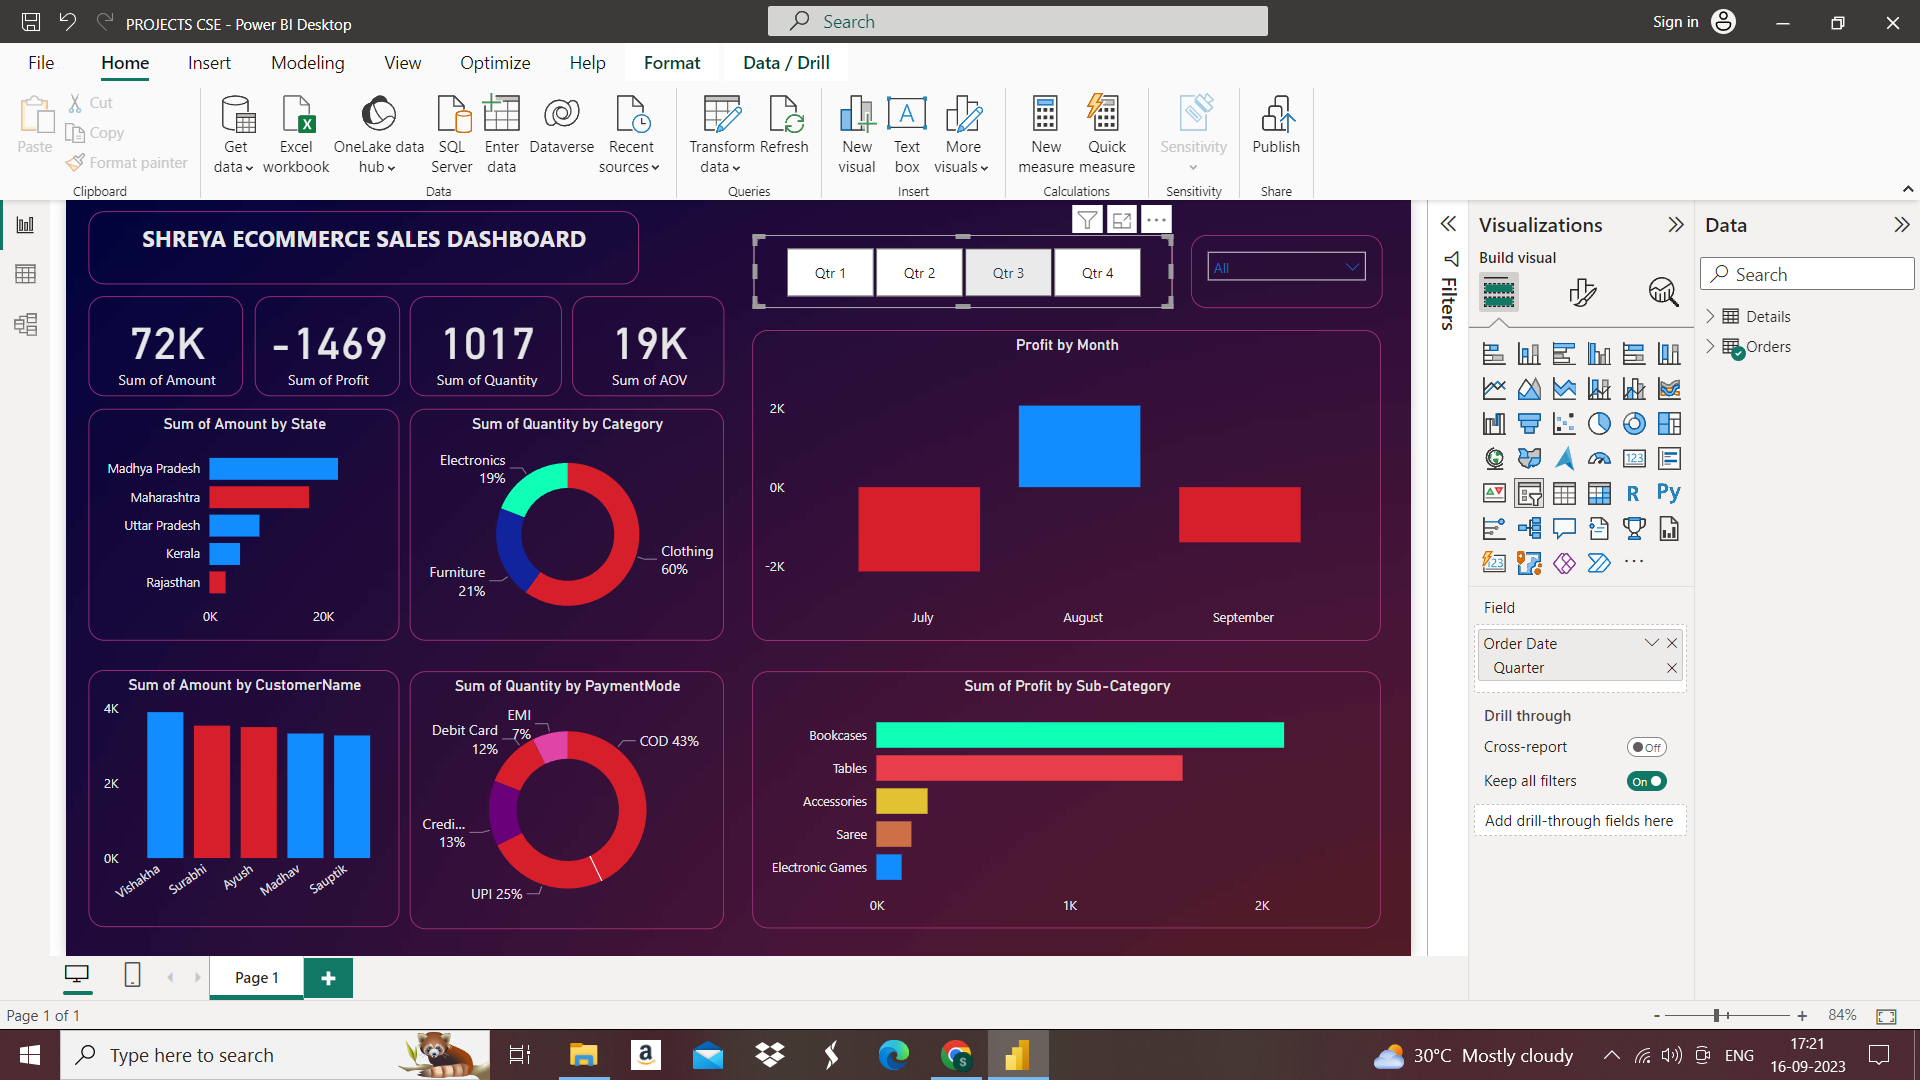 PROJECTS CSE - Power BI Desktop
Search
Sign in
File
Home
Insert
Modeling
View
Optimize
Help
Format
Data / Drill
Paste
Cut
Copy
Format painter
Clipboard
Get data
Excel workbook
OneLake data hub
SQL Server
Enter data
Dataverse
Recent sources
Data
Transform data
Refresh
Queries
New visual
Text box
More visuals
Insert
New measure
Quick measure
Calculations
Sensitivity
Sensitivity
Publish
Share
SHREYA ECOMMERCE SALES DASHBOARD
Qtr 1
Qtr 2
Qtr 3
Qtr 4
All
72K
Sum of Amount
-1469
Sum of Profit
1017
Sum of Quantity
19K
Sum of AOV
Sum of Amount by State
Madhya Pradesh
Maharashtra
Uttar Pradesh
Kerala
Rajasthan
0K
20K
Sum of Quantity by Category
Electronics
19%
Furniture
21%
Clothing
60%
Profit by Month
2K
0K
-2K
July
August
September
Sum of Amount by CustomerName
4K
2K
0K
Vishakha
Surabhi
Ayush
Madhav
Sauptik
Sum of Quantity by PaymentMode
EMI
7%
Debit Card
12%
COD 43%
Credi...
13%
UPI 25%
Sum of Profit by Sub-Category
Bookcases
Tables
Accessories
Saree
Electronic Games
0K
1K
2K
Filters
Visualizations
Build visual
123
R
Py
123
Field
Order Date
Quarter
Drill through
Cross-report
Off
Keep all filters
On
Add drill-through fields here
Data
Search
Details
Orders
Page 1
Page 1 of 1
84%
Type here to search
30°C Mostly cloudy
ENG
17:21
16-09-2023